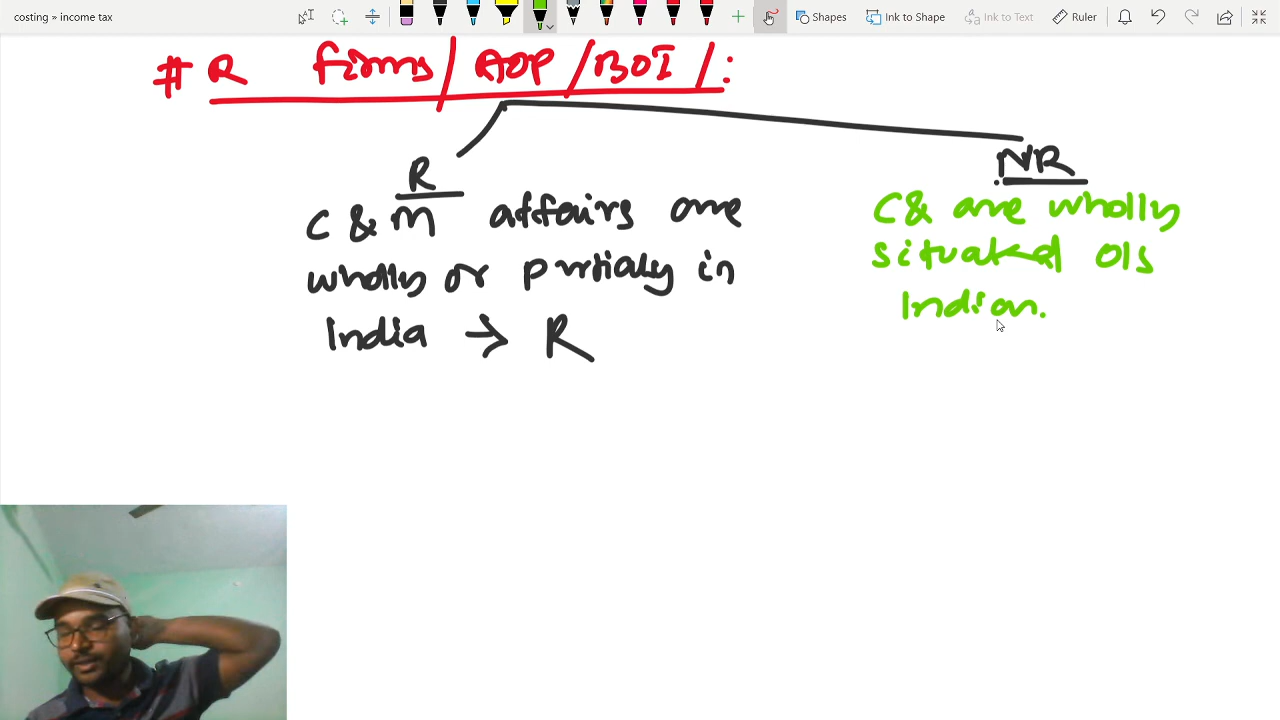 costing » income tax
Shapes
Ink to Shape
Ink to Text
Ruler
# R firms/ AOP /BOI / :
R
NR
C & M affairs are
wholly or partialy in
India → R
C& are wholly
situated O/s
Indian.